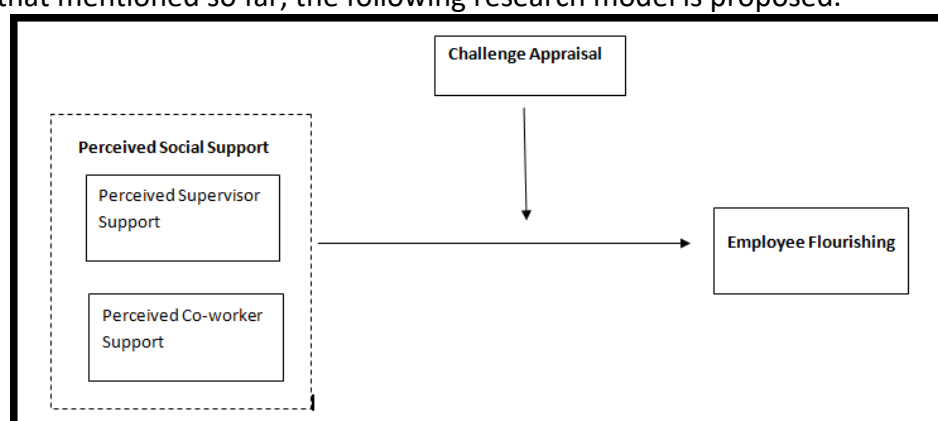 that mentioned so far, the following research model is proposed.
Challenge Appraisal
Perceived Social Support
Perceived Supervisor
Support
Employee Flourishing
Perceived Co-worker
Support